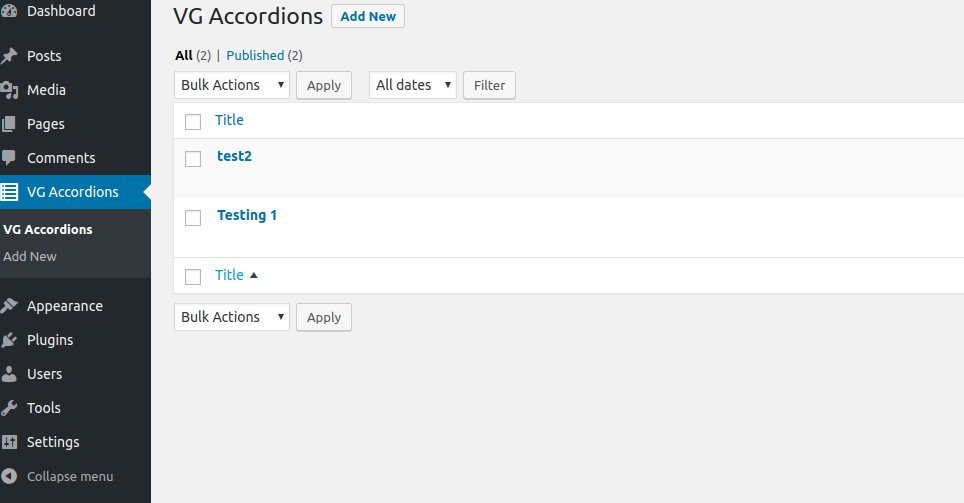 Dashboard
Posts
Media
Pages
Comments
VG Accordions
VG Accordions
Add New
Appearance
Plugins
Users
Tools
Settings
Collapse menu
VG Accordions Add New
All (2) | Published (2)
Bulk Actions Apply All dates Filter
Title
test2
Testing 1
Title
Bulk Actions Apply